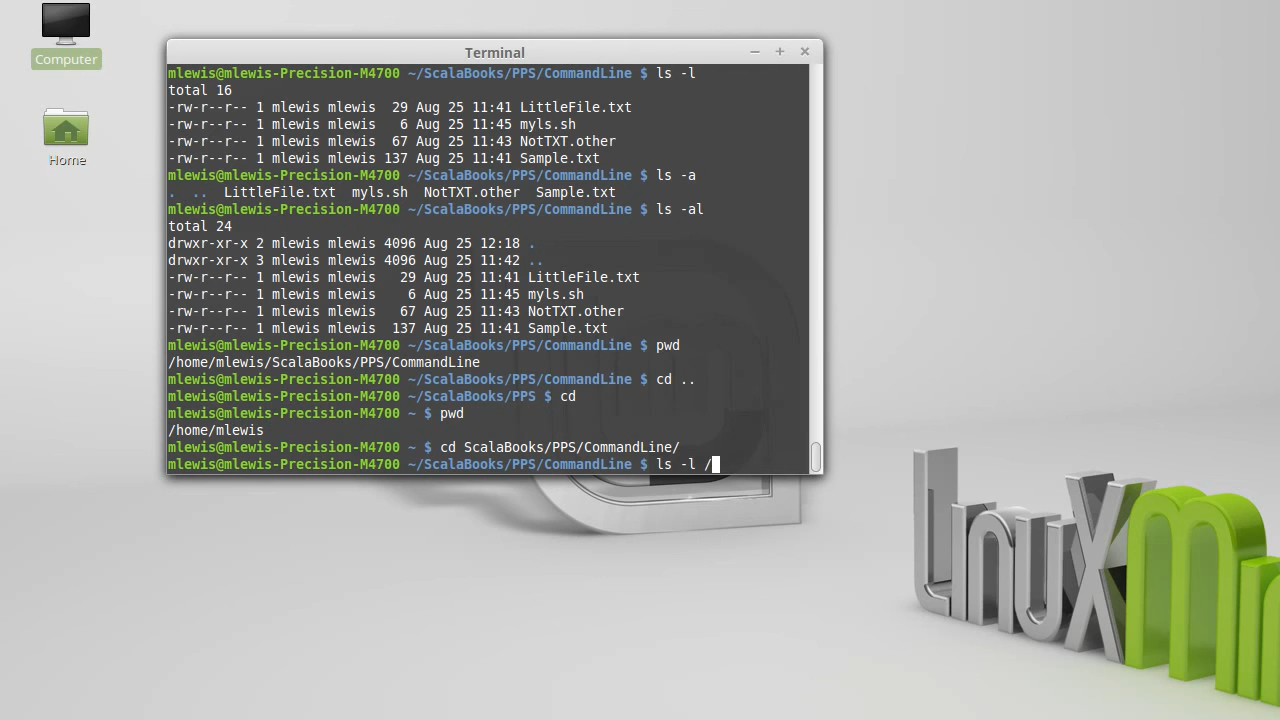 Computer
Home
Terminal
mlewis@mlewis-Precision-M4700 ~/ScalaBooks/PPS/CommandLine $ ls -l
total 16
-rw-r--r-- 1 mlewis mlewis  29 Aug 25 11:41 LittleFile.txt
-rw-r--r-- 1 mlewis mlewis   6 Aug 25 11:45 myls.sh
-rw-r--r-- 1 mlewis mlewis  67 Aug 25 11:43 NotTXT.other
-rw-r--r-- 1 mlewis mlewis 137 Aug 25 11:41 Sample.txt
mlewis@mlewis-Precision-M4700 ~/ScalaBooks/PPS/CommandLine $ ls -a
.  ..  LittleFile.txt  myls.sh  NotTXT.other  Sample.txt
mlewis@mlewis-Precision-M4700 ~/ScalaBooks/PPS/CommandLine $ ls -al
total 24
drwxr-xr-x 2 mlewis mlewis 4096 Aug 25 12:18 .
drwxr-xr-x 3 mlewis mlewis 4096 Aug 25 11:42 ..
-rw-r--r-- 1 mlewis mlewis   29 Aug 25 11:41 LittleFile.txt
-rw-r--r-- 1 mlewis mlewis    6 Aug 25 11:45 myls.sh
-rw-r--r-- 1 mlewis mlewis   67 Aug 25 11:43 NotTXT.other
-rw-r--r-- 1 mlewis mlewis  137 Aug 25 11:41 Sample.txt
mlewis@mlewis-Precision-M4700 ~/ScalaBooks/PPS/CommandLine $ pwd
/home/mlewis/ScalaBooks/PPS/CommandLine
mlewis@mlewis-Precision-M4700 ~/ScalaBooks/PPS/CommandLine $ cd ..
mlewis@mlewis-Precision-M4700 ~/ScalaBooks/PPS $ cd
mlewis@mlewis-Precision-M4700 ~ $ pwd
/home/mlewis
mlewis@mlewis-Precision-M4700 ~ $ cd ScalaBooks/PPS/CommandLine/
mlewis@mlewis-Precision-M4700 ~/ScalaBooks/PPS/CommandLine $ ls -l /
LinuxMin